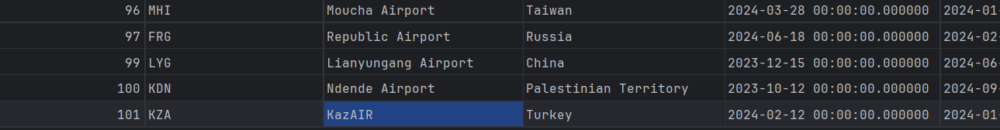 96 MHI Moucha Airport Taiwan 2024-03-28 00:00:00.000000 2024-01
97 FRG Republic Airport Russia 2024-06-18 00:00:00.000000 2024-02
99 LYG Lianyungang Airport China 2023-12-15 00:00:00.000000 2024-06
100 KDN Ndende Airport Palestinian Territory 2023-10-12 00:00:00.000000 2024-09
101 KZA KazAIR Turkey 2024-02-12 00:00:00.000000 2024-01